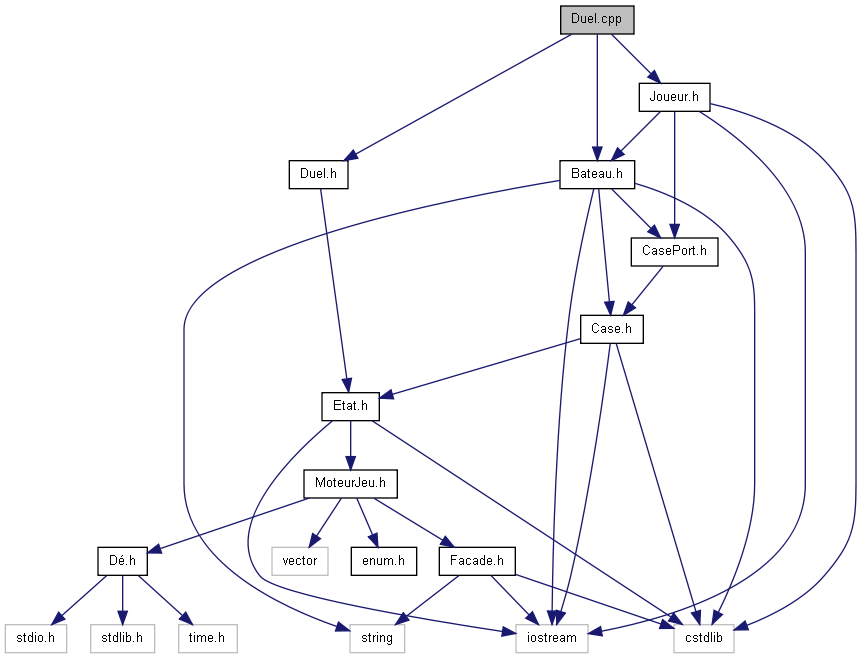 Duel.cpp
Joueur.h
Duel.h
Bateau.h
CasePort.h
Case.h
Etat.h
MoteurJeu.h
Dé.h
vector
enum.h
Facade.h
stdio.h
stdlib.h
time.h
string
iostream
cstdlib